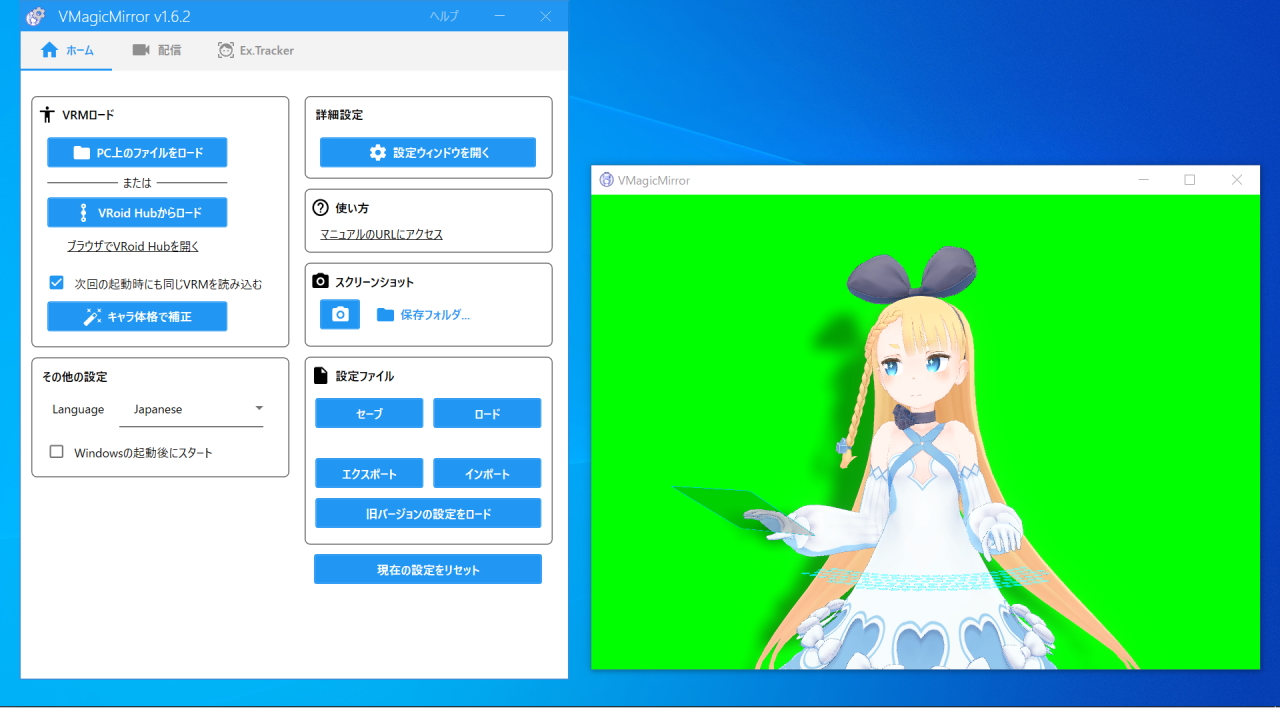 VMagicMirror v1.6.2
ヘルプ
ホーム
配信
Ex.Tracker
VRMロード
PC上のファイルをロード
または
VRoid Hubからロード
ブラウザでVRoid Hubを開く
次回の起動時にも同じVRMを読み込む
キャラ体格で補正
その他の設定
Language
Japanese
Windowsの起動後にスタート
詳細設定
設定ウィンドウを開く
使い方
マニュアルのURLにアクセス
スクリーンショット
保存フォルダ...
設定ファイル
セーブ
ロード
エクスポート
インポート
旧バージョンの設定をロード
現在の設定をリセット
VMagicMirror